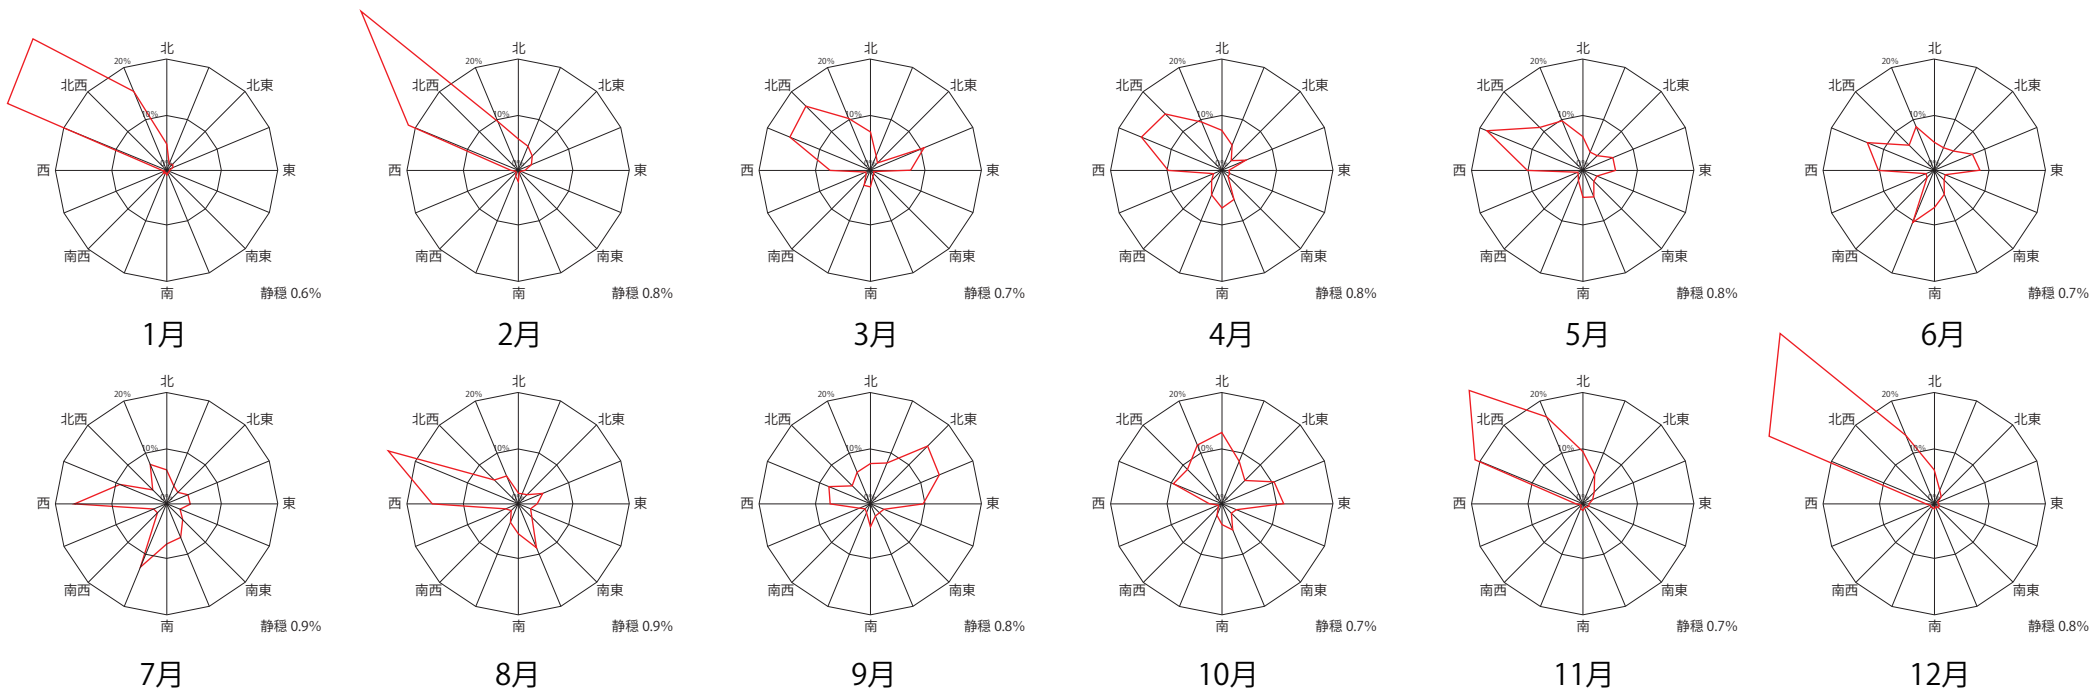 北
20%
北西
北東
10%
0%
西
東
南西
南東
南
静穏 0.6%
1月
北
20%
北西
北東
10%
0%
西
東
南西
南東
南
静穏 0.8%
2月
北
20%
北西
北東
10%
0%
西
東
南西
南東
南
静穏 0.7%
3月
北
20%
北西
北東
10%
0%
西
東
南西
南東
南
静穏 0.8%
4月
北
20%
北西
北東
10%
0%
西
東
南西
南東
南
静穏 0.8%
5月
北
20%
北西
北東
10%
0%
西
東
南西
南東
南
静穏 0.7%
6月
北
20%
北西
北東
10%
0%
西
東
南西
南東
南
静穏 0.9%
7月
北
20%
北西
北東
10%
0%
西
東
南西
南東
南
静穏 0.9%
8月
北
20%
北西
北東
10%
0%
西
東
南西
南東
南
静穏 0.8%
9月
北
20%
北西
北東
10%
0%
西
東
南西
南東
南
静穏 0.7%
10月
北
20%
北西
北東
10%
0%
西
東
南西
南東
南
静穏 0.7%
11月
北
20%
北西
北東
10%
0%
西
東
南西
南東
南
静穏 0.8%
12月